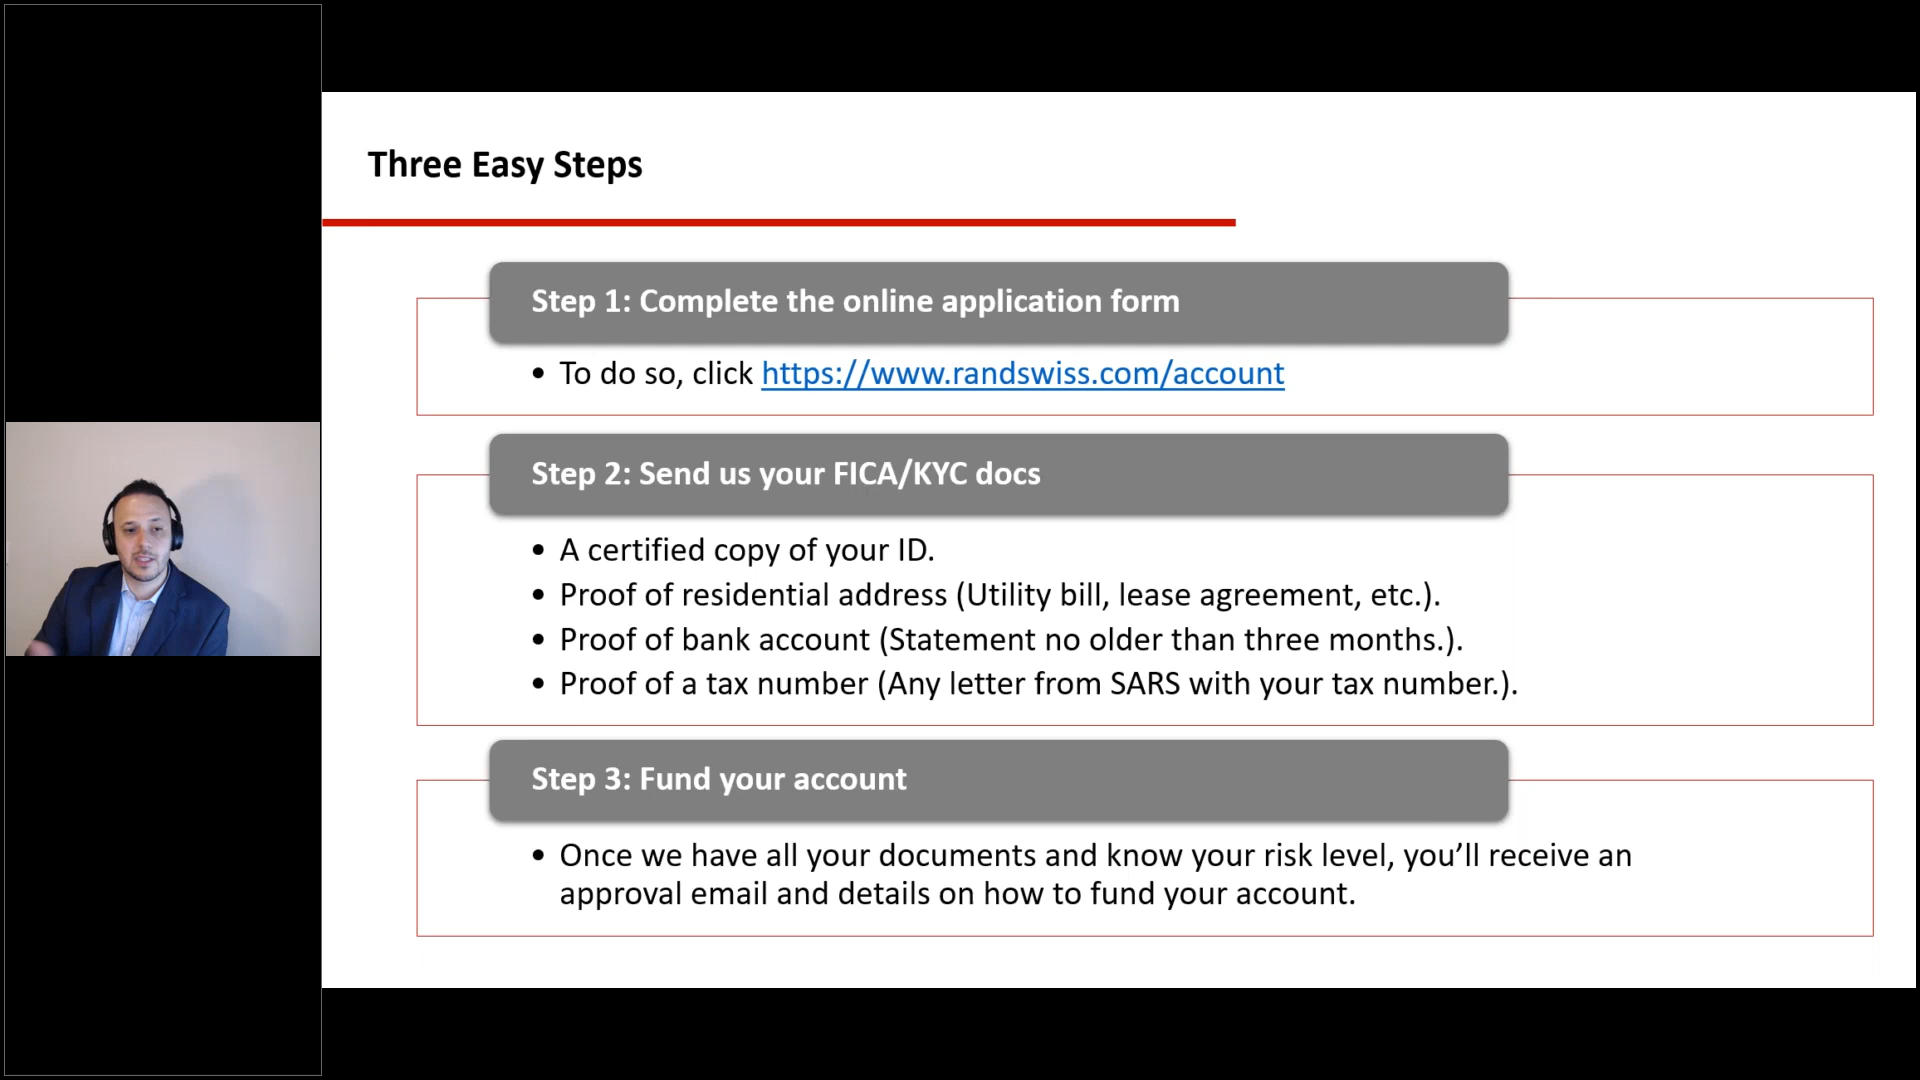 Three Easy Steps
Step 1: Complete the online application form
• To do so, click https://www.randswiss.com/account
Step 2: Send us your FICA/KYC docs
• A certified copy of your ID.
• Proof of residential address (Utility bill, lease agreement, etc.).
• Proof of bank account (Statement no older than three months.).
• Proof of a tax number (Any letter from SARS with your tax number.).
Step 3: Fund your account
• Once we have all your documents and know your risk level, you’ll receive an
approval email and details on how to fund your account.